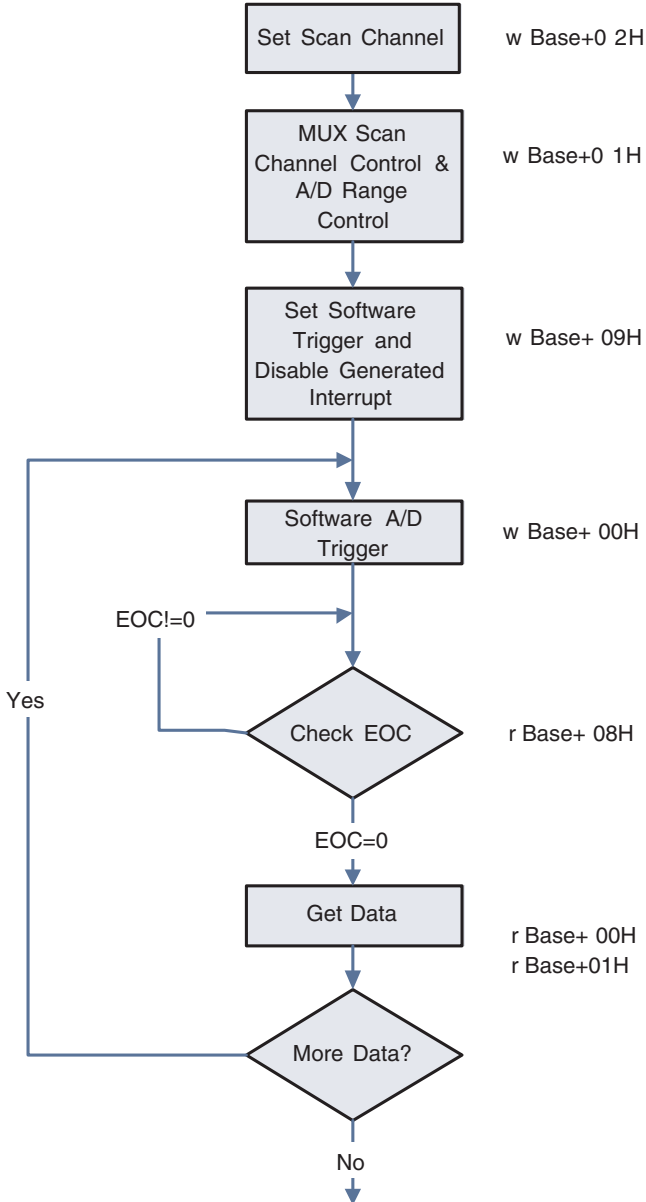 Set Scan Channel
w Base+0 2H
MUX Scan
Channel Control &
A/D Range
Control
w Base+0 1H
Set Software
Trigger and
Disable Generated
Interrupt
w Base+ 09H
Software A/D
Trigger
w Base+ 00H
EOC!=0
Yes
Check EOC
r Base+ 08H
EOC=0
Get Data
r Base+ 00H
r Base+01H
More Data?
No